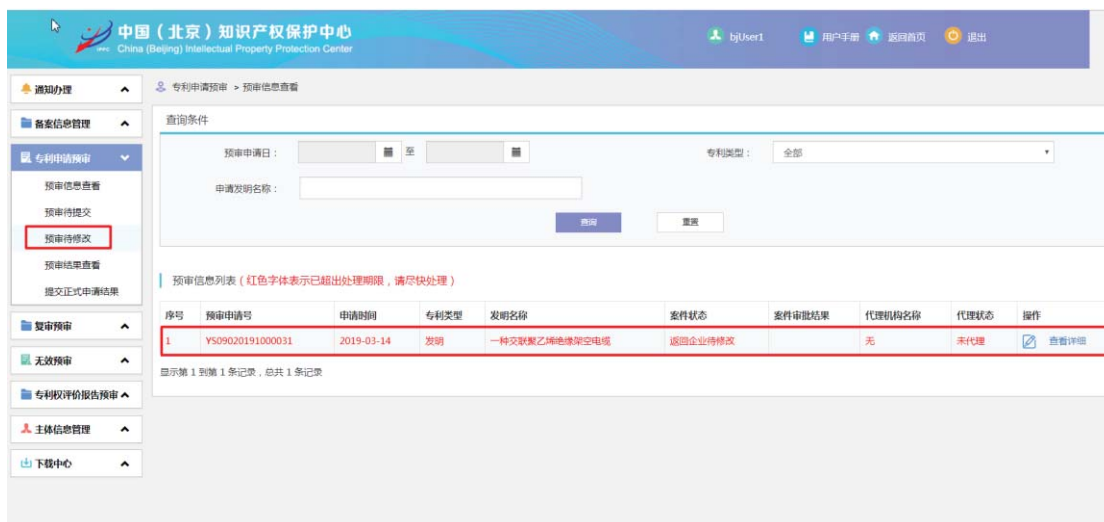 中国（北京）知识产权保护中心
China (Beijing) Intellectual Property Protection Center
bjUser1 用户手册 返回首页 退出
通知办理
备案信息管理
专利申请预审
预审信息查看
预审待提交
预审待修改
预审结果查看
提交正式申请结果
复审预审
无效预审
专利权评价报告预审
主体信息管理
下载中心
专利申请预审 > 预审信息查看
查询条件
预审申请日： 至 专利类型： 全部
申请发明名称：
查询 重置
预审信息列表（红色字体表示已超出处理期限，请尽快处理）
序号 预审申请号 申请时间 专利类型 发明名称 案件状态 案件审批结果 代理机构名称 代理状态 操作
1 YS09020191000031 2019-03-14 发明 一种交联聚乙烯绝缘架空电缆 返回企业待修改 无 未代理 查看详细
显示第 1 到第 1 条记录，总共 1 条记录